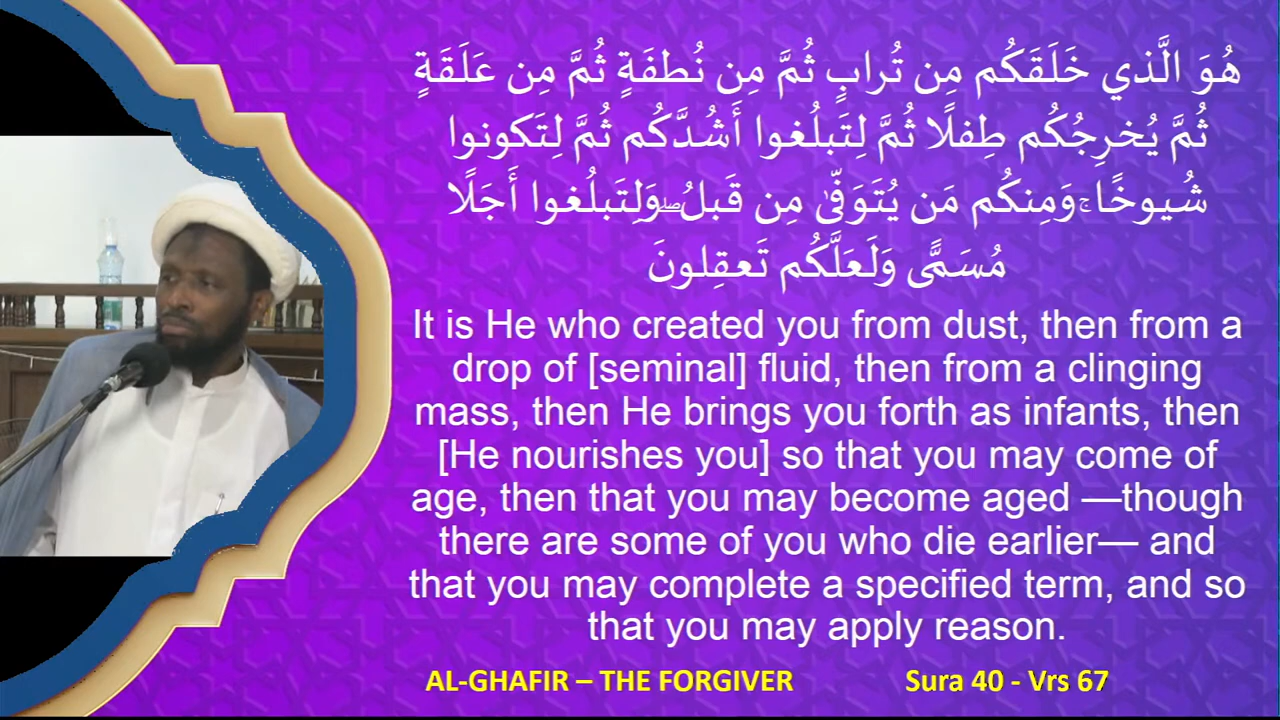 هُوَ الَّذي خَلَقَكُم مِن تُرابٍ ثُمَّ مِن نُطفَةٍ ثُمَّ مِن عَلَقَةٍ
ثُمَّ يُخرِجُكُم طِفلًا ثُمَّ لِتَبلُغوا أَشُدَّكُم ثُمَّ لِتَكونوا
شُيوخًا ۚ وَمِنكُم مَن يُتَوَفّىٰ مِن قَبلُ ۖ وَلِتَبلُغوا أَجَلًا
مُسَمًّى وَلَعَلَّكُم تَعقِلونَ
It is He who created you from dust, then from a
drop of [seminal] fluid, then from a clinging
mass, then He brings you forth as infants, then
[He nourishes you] so that you may come of
age, then that you may become aged —though
there are some of you who die earlier— and
that you may complete a specified term, and so
that you may apply reason.
AL-GHAFIR – THE FORGIVER Sura 40 - Vrs 67